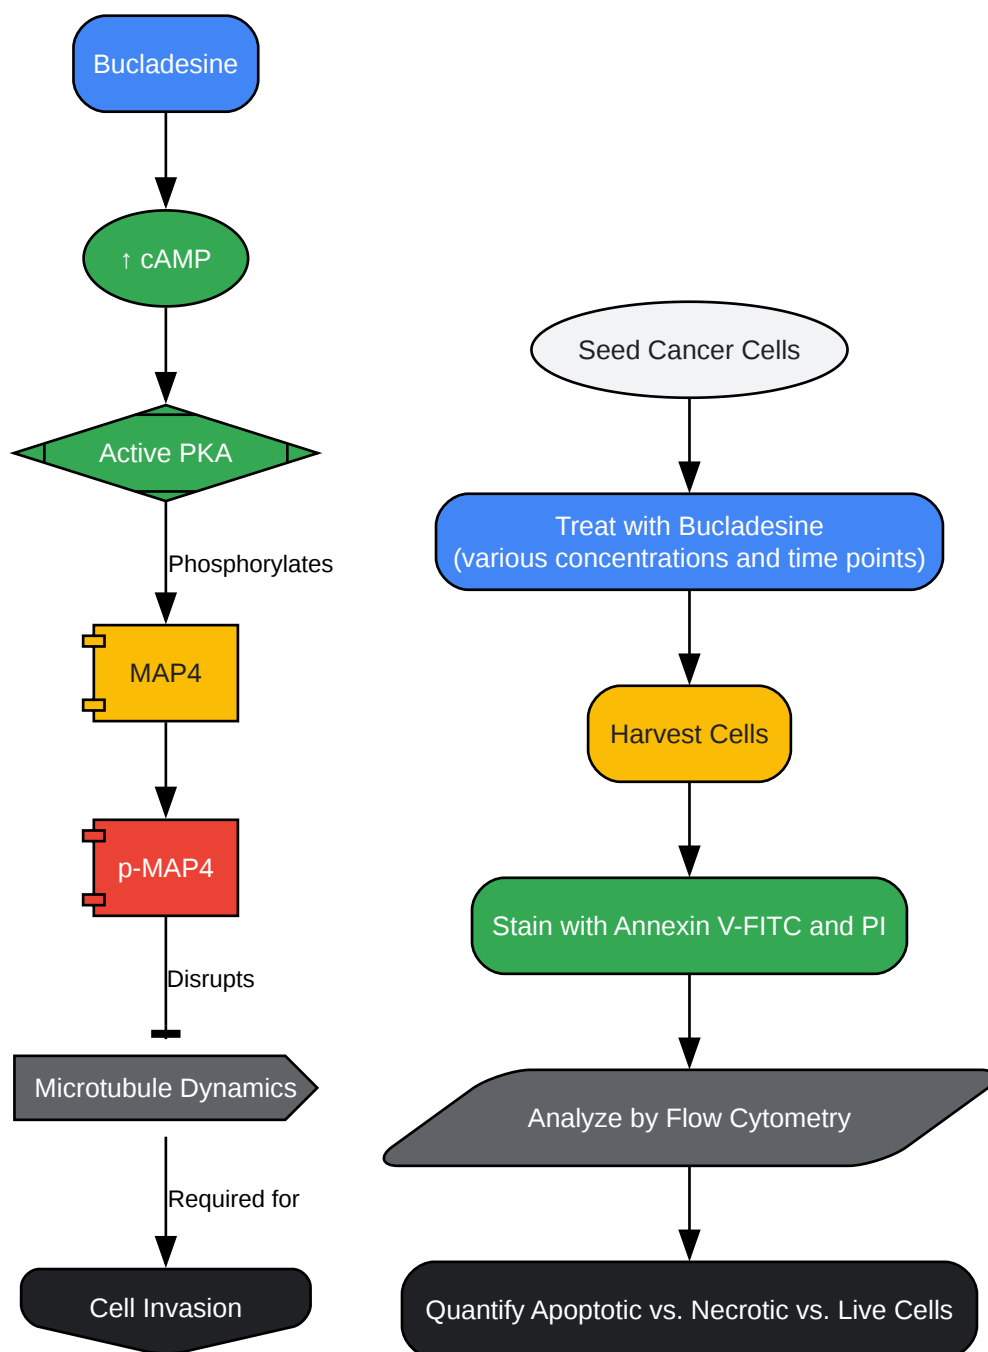 Bucladesine
↑ cAMP
Active PKA
Phosphorylates
MAP4
p-MAP4
Disrupts
Microtubule Dynamics
Required for
Cell Invasion
Seed Cancer Cells
Treat with Bucladesine
(various concentrations and time points)
Harvest Cells
Stain with Annexin V-FITC and PI
Analyze by Flow Cytometry
Quantify Apoptotic vs. Necrotic vs. Live Cells